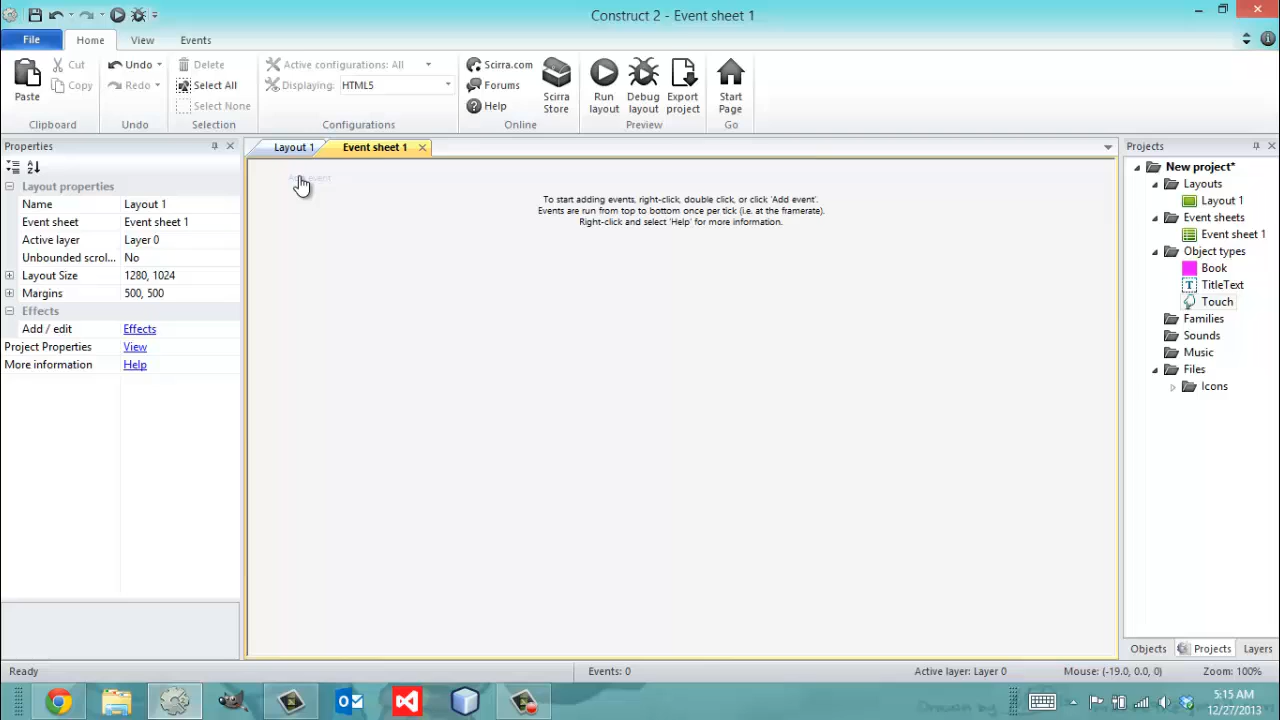 Construct 2 - Event sheet 1
File Home View Events
Paste Cut Copy
Undo Redo
Delete Select All Select None
Active configurations: All
Displaying: HTML5
Scirra.com Forums Help
Scirra Store
Run layout Debug layout Export project
Start Page
Clipboard Undo Selection Configurations Online Preview Go
Properties
Layout 1 Event sheet 1
Projects
Layout properties
Name Layout 1
Event sheet Event sheet 1
Active layer Layer 0
Unbounded scrol... No
Layout Size 1280, 1024
Margins 500, 500
Effects
Add / edit Effects
Project Properties View
More information Help
To start adding events, right-click, double click, or click 'Add event'.
Events are run from top to bottom once per tick (i.e. at the framerate).
Right-click and select 'Help' for more information.
New project*
Layouts
Layout 1
Event sheets
Event sheet 1
Object types
Book
TitleText
Touch
Families
Sounds
Music
Files
Icons
Objects Projects Layers
Ready Events: 0 Active layer: Layer 0 Mouse: (-19.0, 0.0, 0) Zoom: 100%
5:15 AM
12/27/2013